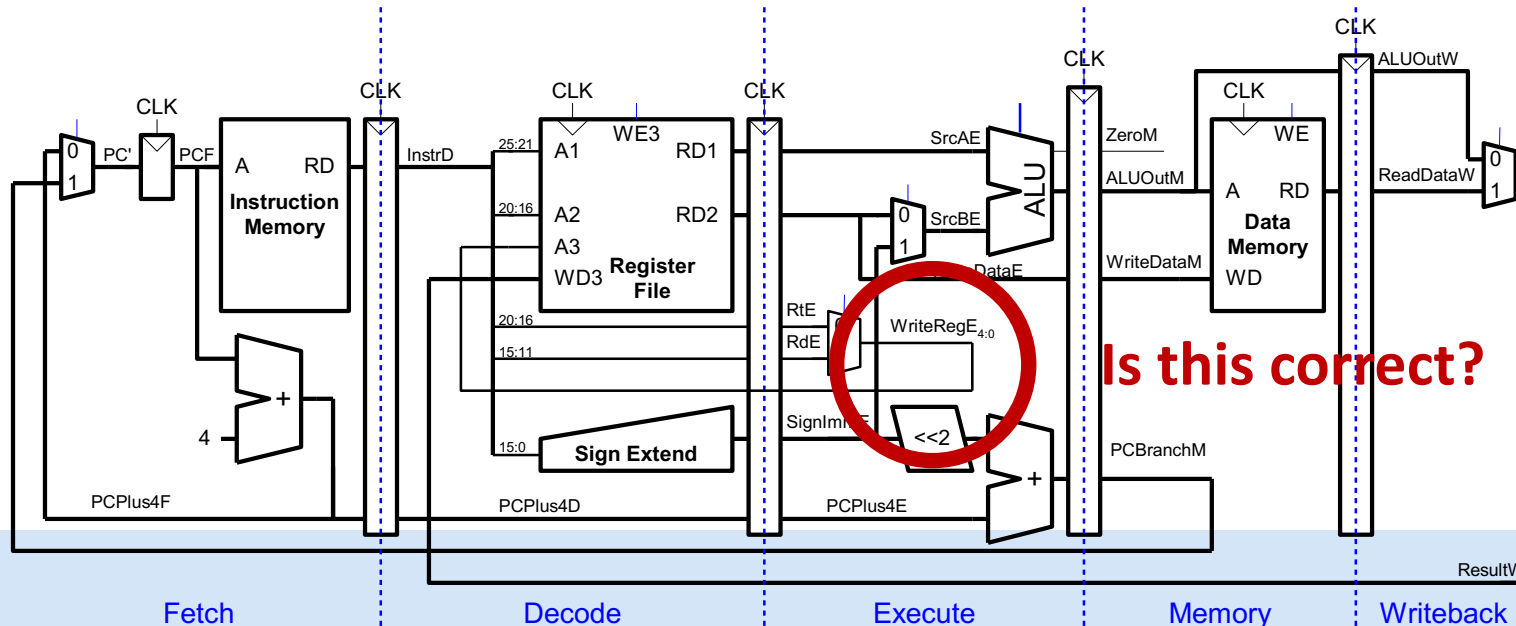 CLK
CLK
ALUOutW
CLK
CLK
CLK
CLK
CLK
WE3
WE
0
1
PC'
PCF
A
RD
Instruction
Memory
InstrD
25:21
A1
RD1
20:16
A2
RD2
A3
WD3
Register
File
SrcAE
0
1
SrcBE
ALU
ZeroM
ALUOutM
A
RD
Data
Memory
WD
ReadDataW
0
1
DataE
WriteDataM
20:16
RtE
15:11
RdE
WriteRegE4:0
Is this correct?
4
+
15:0
Sign Extend
SignImmE
<<2
+
PCBranchM
PCPlus4F
PCPlus4D
PCPlus4E
ResultW
Fetch
Decode
Execute
Memory
Writeback